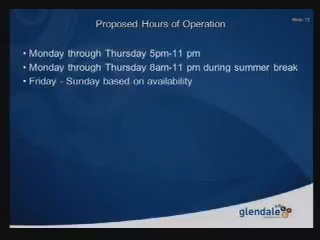 Slide 12
Proposed Hours of Operation
• Monday through Thursday 5pm-11 pm
• Monday through Thursday 8am-11 pm during summer break
• Friday - Sunday based on availability
glendale